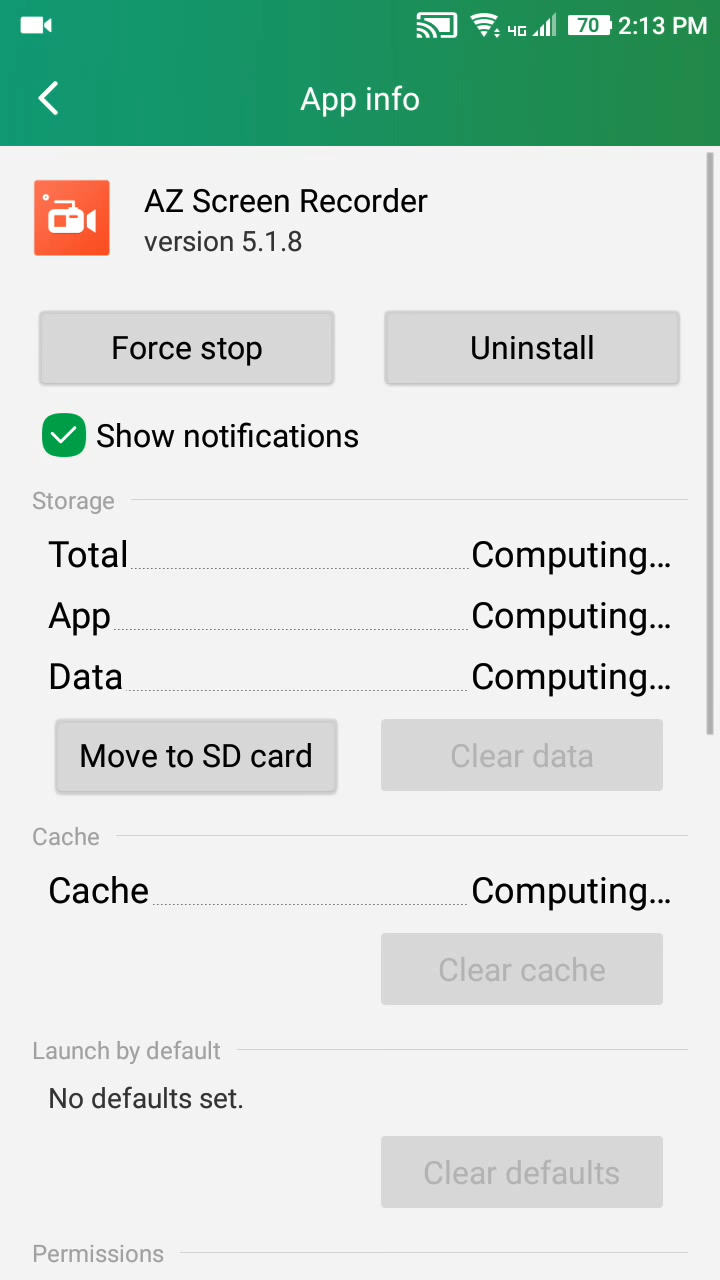 4G 70 2:13 PM
App info
AZ Screen Recorder
version 5.1.8
Force stop
Uninstall
Show notifications
Storage
Total Computing...
App Computing...
Data Computing...
Move to SD card
Clear data
Cache
Cache Computing...
Clear cache
Launch by default
No defaults set.
Clear defaults
Permissions